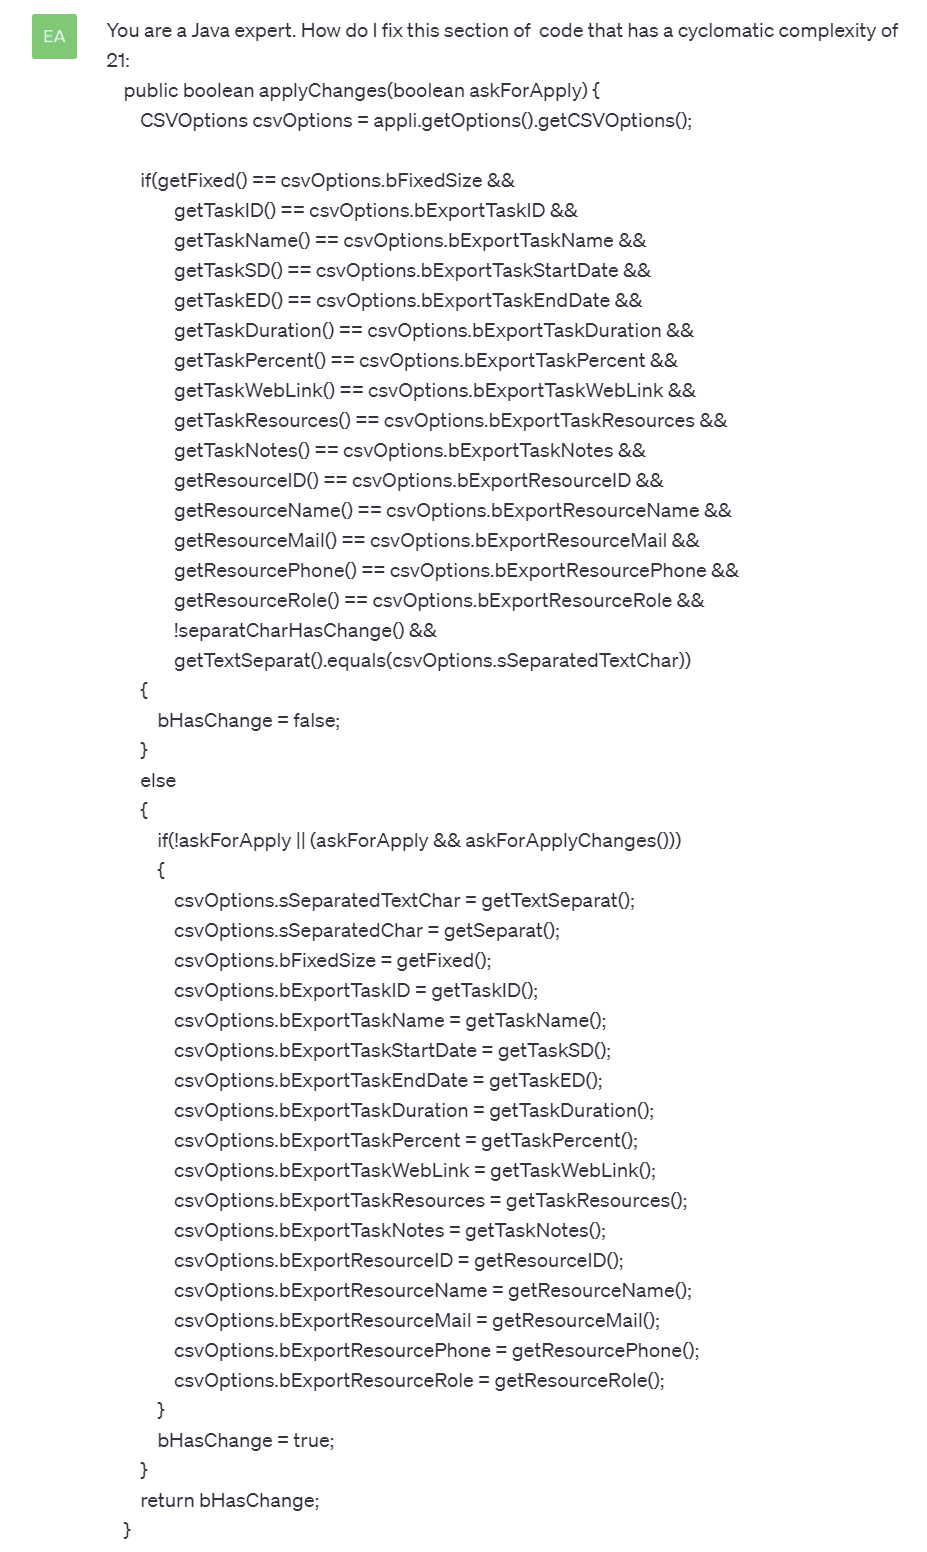 EA
You are a Java expert. How do I fix this section of  code that has a cyclomatic complexity of
21:
public boolean applyChanges(boolean askForApply) {
CSVOptions csvOptions = appli.getOptions().getCSVOptions();
if(getFixed() == csvOptions.bFixedSize &&
getTaskID() == csvOptions.bExportTaskID &&
getTaskName() == csvOptions.bExportTaskName &&
getTaskSD() == csvOptions.bExportTaskStartDate &&
getTaskED() == csvOptions.bExportTaskEndDate &&
getTaskDuration() == csvOptions.bExportTaskDuration &&
getTaskPercent() == csvOptions.bExportTaskPercent &&
getTaskWebLink() == csvOptions.bExportTaskWebLink &&
getTaskResources() == csvOptions.bExportTaskResources &&
getTaskNotes() == csvOptions.bExportTaskNotes &&
getResourceID() == csvOptions.bExportResourceID &&
getResourceName() == csvOptions.bExportResourceName &&
getResourceMail() == csvOptions.bExportResourceMail &&
getResourcePhone() == csvOptions.bExportResourcePhone &&
getResourceRole() == csvOptions.bExportResourceRole &&
!separatCharHasChange() &&
getTextSeparat().equals(csvOptions.sSeparatedTextChar))
{
bHasChange = false;
}
else
{
if(!askForApply || (askForApply && askForApplyChanges()))
{
csvOptions.sSeparatedTextChar = getTextSeparat();
csvOptions.sSeparatedChar = getSeparat();
csvOptions.bFixedSize = getFixed();
csvOptions.bExportTaskID = getTaskID();
csvOptions.bExportTaskName = getTaskName();
csvOptions.bExportTaskStartDate = getTaskSD();
csvOptions.bExportTaskEndDate = getTaskED();
csvOptions.bExportTaskDuration = getTaskDuration();
csvOptions.bExportTaskPercent = getTaskPercent();
csvOptions.bExportTaskWebLink = getTaskWebLink();
csvOptions.bExportTaskResources = getTaskResources();
csvOptions.bExportTaskNotes = getTaskNotes();
csvOptions.bExportResourceID = getResourceID();
csvOptions.bExportResourceName = getResourceName();
csvOptions.bExportResourceMail = getResourceMail();
csvOptions.bExportResourcePhone = getResourcePhone();
csvOptions.bExportResourceRole = getResourceRole();
}
bHasChange = true;
}
return bHasChange;
}